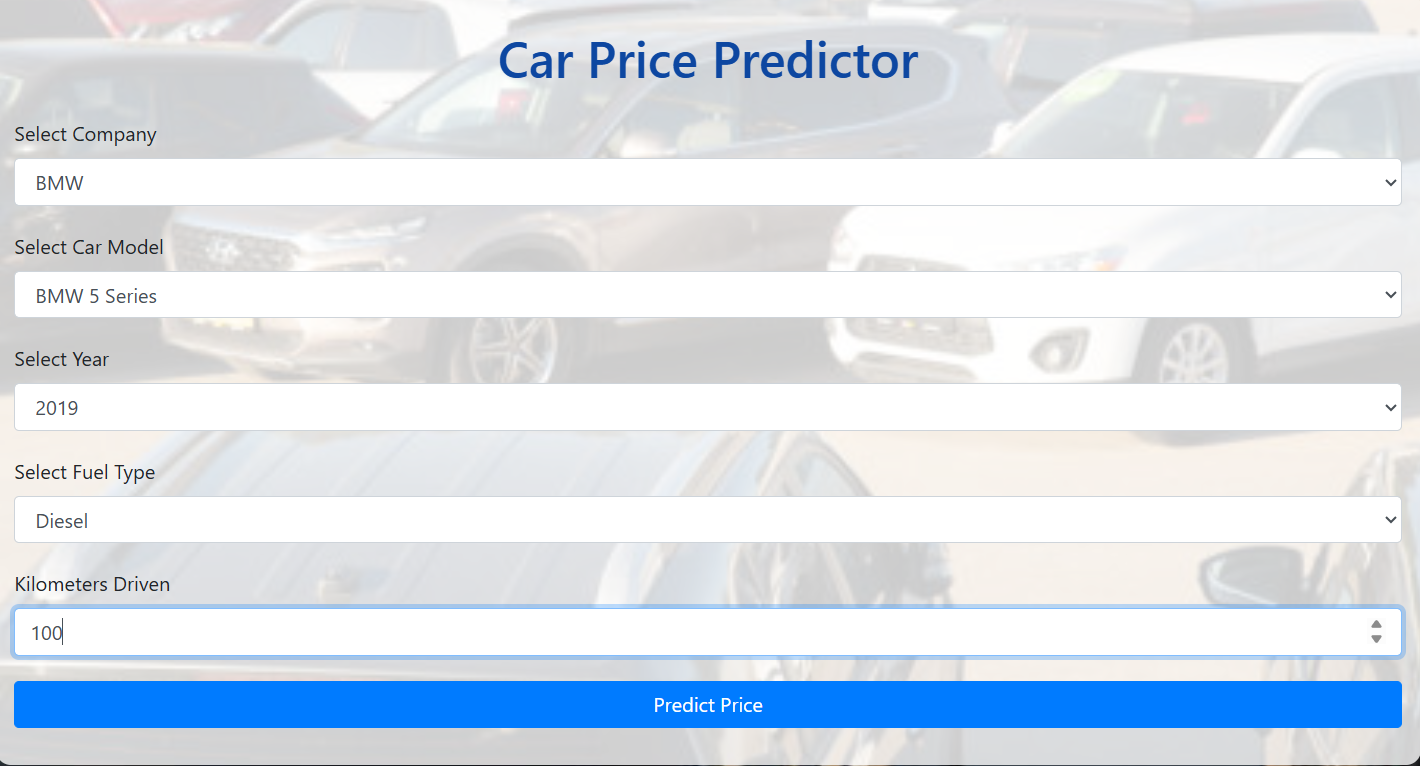 Car Price Predictor
Select Company
BMW
Select Car Model
BMW 5 Series
Select Year
2019
Select Fuel Type
Diesel
Kilometers Driven
100
Predict Price